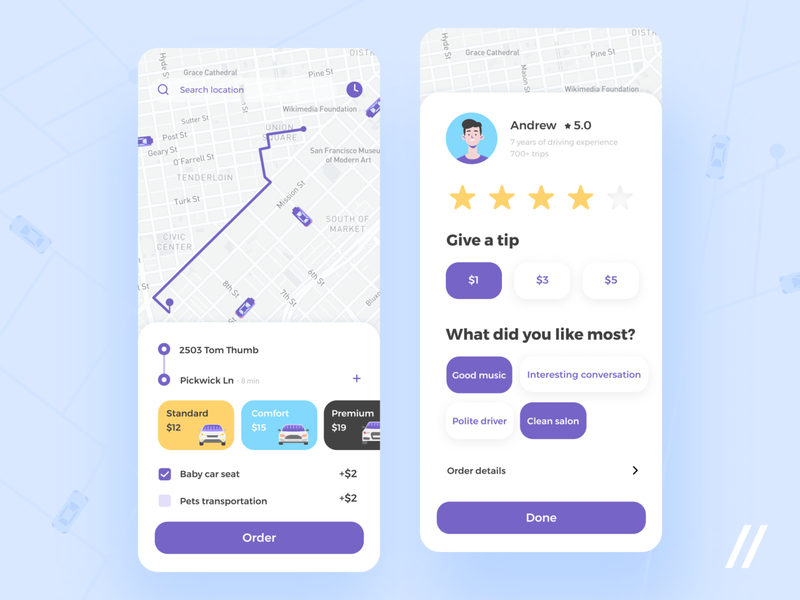 Hyde St
DIST
Grace Cathedral
Pine St
Search location
Wikimedia Foundation
Sutter St
Post St
UNION
SQUARE
Geary St
O'Farrell St
San Francisco Museu
of Modern Art
TENDERLOIN
Mission St
Turk St
SOUTH OF
MARKET
CIVIC
CENTER
8th St
6th St
7th St
2503 Tom Thumb
Pickwick Ln · 8 min
+
Standard
$12
Comfort
$15
Premium
$19
Baby car seat
+$2
Pets transportation
+$2
Order
Hyde St
DISTR
Grace Cathedral
Pine St
Mason St
Wikimedia Foundation
Andrew ★ 5.0
7 years of driving experience
700+ trips
Give a tip
$1
$3
$5
What did you like most?
Good music
Interesting conversation
Polite driver
Clean salon
Order details
Done